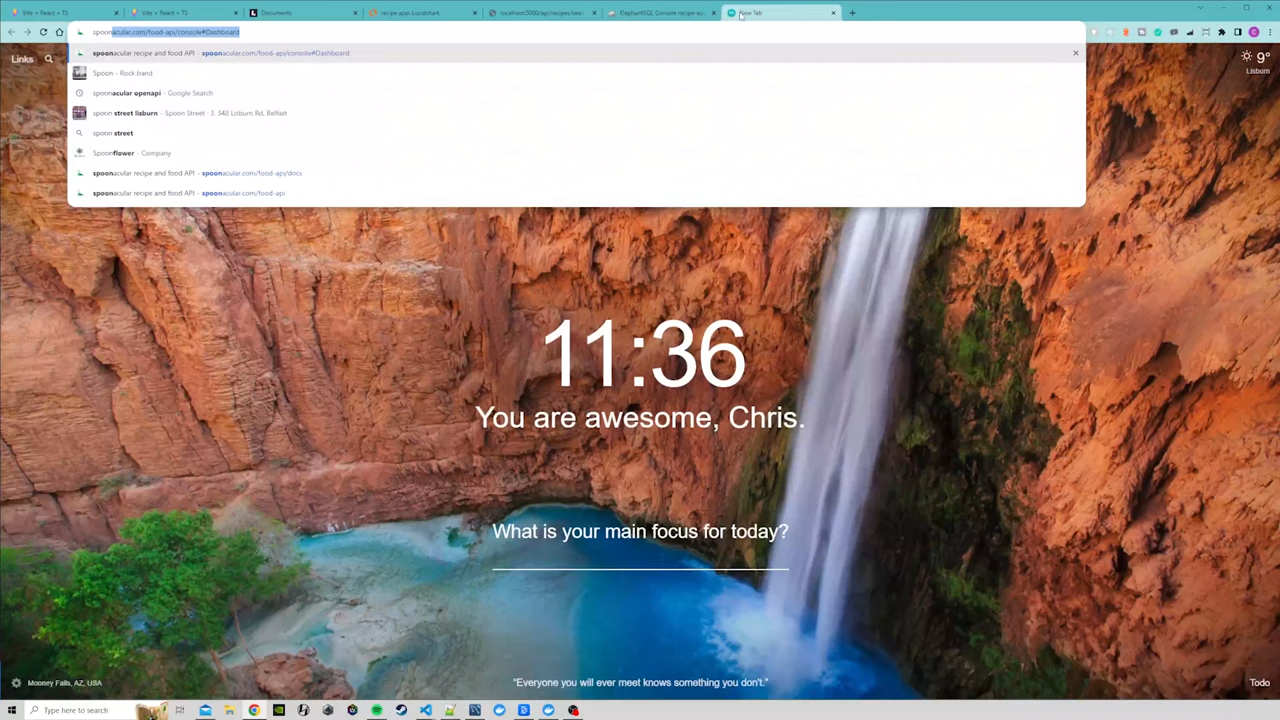 Vite + React + TS
Vite + React + TS
Documents
recipe app: Lucidchart
localhost:5000/api/recipes/sea
ElephantSQL Console recipe-a
New Tab
spoonacular.com/food-api/console#Dashboard
spoonacular recipe and food API - spoonacular.com/food-api/console#Dashboard
Spoon - Rock band
spoonacular openapi - Google Search
spoon street lisburn - Spoon Street · 3, 348 Lisburn Rd, Belfast
spoon street
Spoonflower - Company
spoonacular recipe and food API - spoonacular.com/food-api/docs
spoonacular recipe and food API - spoonacular.com/food-api
Links
9°
Lisburn
11:36
You are awesome, Chris.
What is your main focus for today?
Mooney Falls, AZ, USA
“Everyone you will ever meet knows something you don't.”
Todo
Type here to search